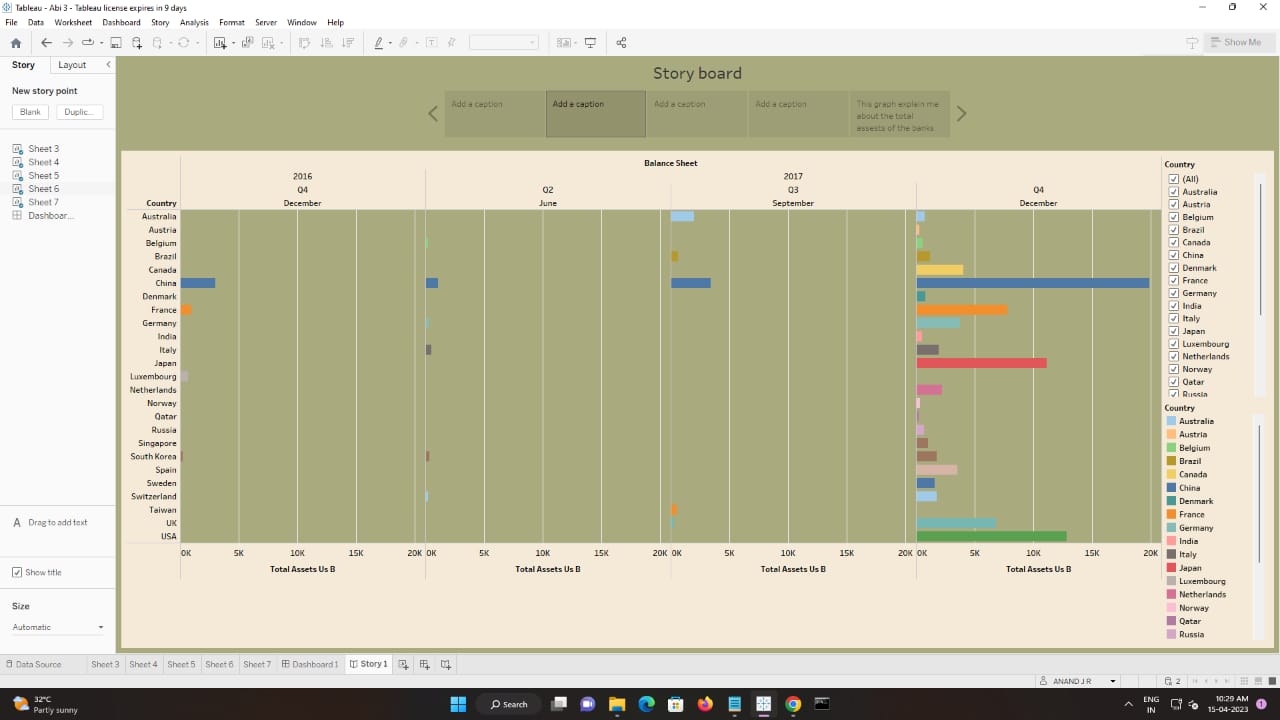 Tableau - Abi 3 - Tableau license expires in 9 days
File Data Worksheet Dashboard Story Analysis Format Server Window Help
Show Me
Story Layout
New story point
Blank Duplic...
Sheet 3
Sheet 4
Sheet 5
Sheet 6
Sheet 7
Dashboar...
A Drag to add text
Show title
Size
Automatic
Story board
Add a caption
Add a caption
Add a caption
Add a caption
This graph explain me
about the total
assests of the banks
Balance Sheet
2016 2017
Q4 Q2 Q3 Q4
Country December June September December
Australia
Austria
Belgium
Brazil
Canada
China
Denmark
France
Germany
India
Italy
Japan
Luxembourg
Netherlands
Norway
Qatar
Russia
Singapore
South Korea
Spain
Sweden
Switzerland
Taiwan
UK
USA
0K 5K 10K 15K 20K 0K 5K 10K 15K 20K 0K 5K 10K 15K 20K 0K 5K 10K 15K 20K
Total Assets Us B Total Assets Us B Total Assets Us B Total Assets Us B
Country
(All)
Australia
Austria
Belgium
Brazil
Canada
China
Denmark
France
Germany
India
Italy
Japan
Luxembourg
Netherlands
Norway
Qatar
Russia
Country
Australia
Austria
Belgium
Brazil
Canada
China
Denmark
France
Germany
India
Italy
Japan
Luxembourg
Netherlands
Norway
Qatar
Russia
Data Source Sheet 3 Sheet 4 Sheet 5 Sheet 6 Sheet 7 Dashboard 1 Story 1
ANAND J R 2
32°C
Partly sunny
Search
ENG
IN
10:29 AM
15-04-2023
1